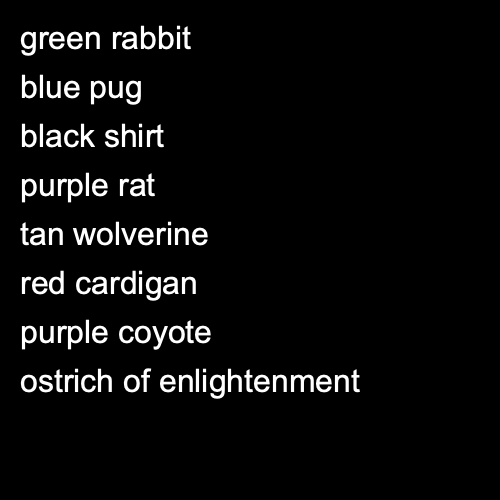 green rabbit
blue pug
black shirt
purple rat
tan wolverine
red cardigan
purple coyote
ostrich of enlightenment